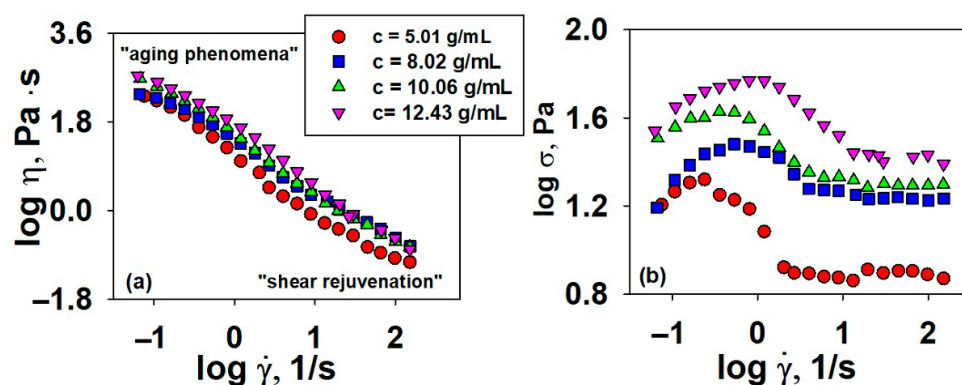 3.6
1.8
0.0
−1.8
log η, Pa·s
"aging phenomena"
"shear rejuvenation"
(a)
−1 0 1 2
log γ̇, 1/s
c = 5.01 g/mL
c = 8.02 g/mL
c = 10.06 g/mL
c= 12.43 g/mL
2.0
1.6
1.2
0.8
log σ, Pa
(b)
−1 0 1 2
log γ̇, 1/s